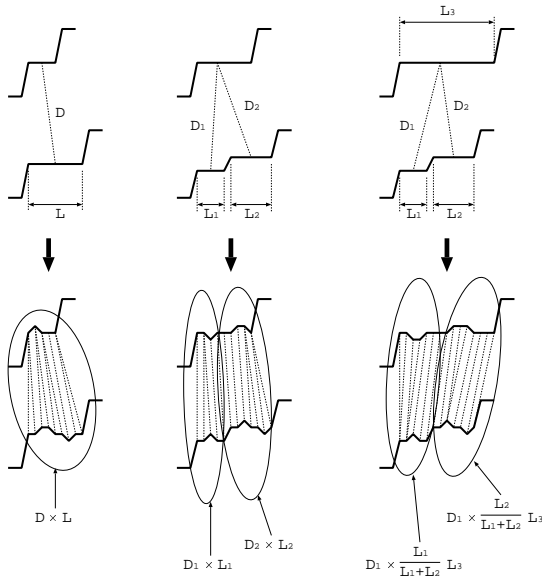 L₃
D
D₁
D₂
D₁
D₂
L
L₁
L₂
L₁
L₂
D × L
D₁ × L₁
D₂ × L₂
D₁ × L₁ / L₁+L₂ L₃
D₁ × L₂ / L₁+L₂ L₃